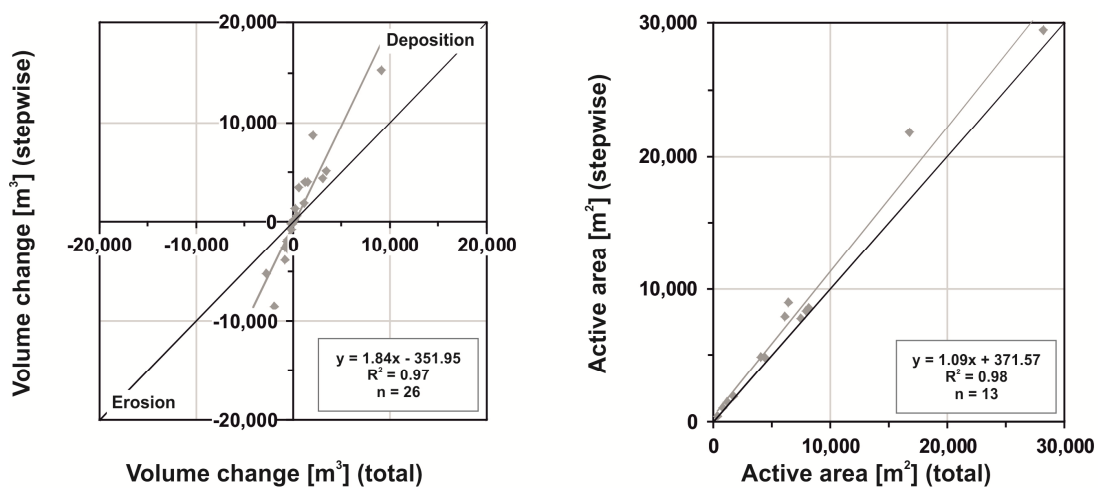 Volume change [m³] (stepwise)
20,000
Deposition
10,000
0
-20,000
-10,000
0
10,000
20,000
-10,000
Erosion
-20,000
y = 1.84x - 351.95
R² = 0.97
n = 26
Volume change [m³] (total)
Active area [m²] (stepwise)
30,000
20,000
10,000
0
y = 1.09x + 371.57
R² = 0.98
n = 13
0
10,000
20,000
30,000
Active area [m²] (total)